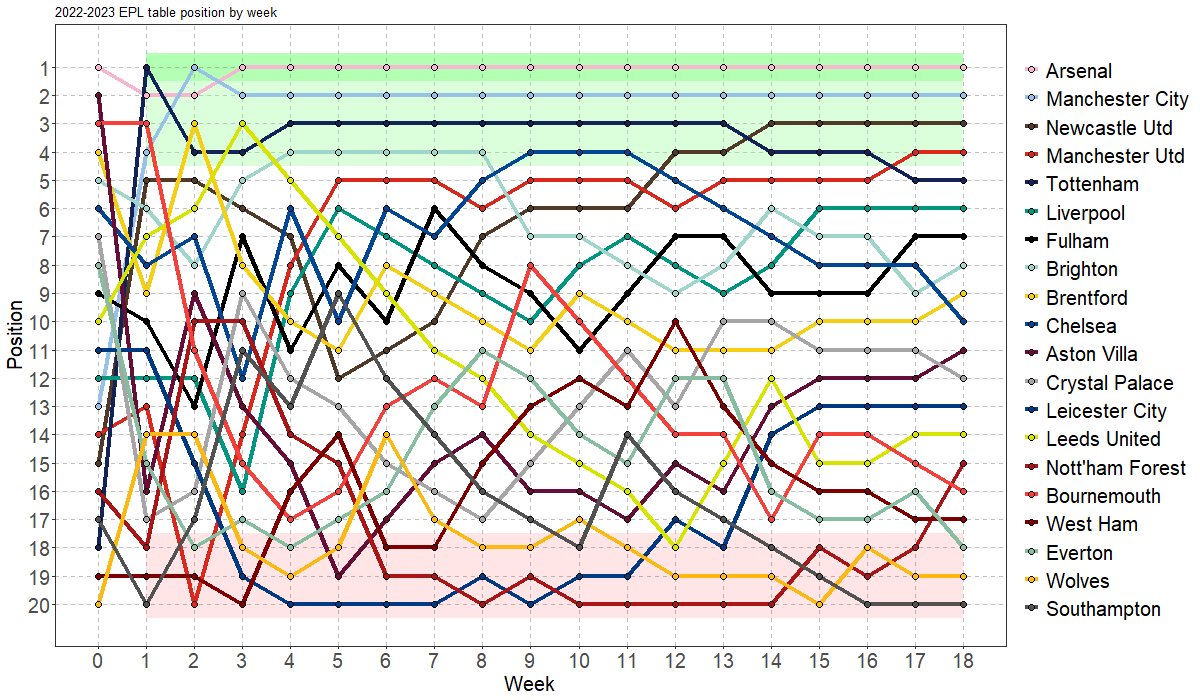 2022-2023 EPL table position by week
Position
1
2
3
4
5
6
7
8
9
10
11
12
13
14
15
16
17
18
19
20
0 1 2 3 4 5 6 7 8 9 10 11 12 13 14 15 16 17 18
Week
Arsenal
Manchester City
Newcastle Utd
Manchester Utd
Tottenham
Liverpool
Fulham
Brighton
Brentford
Chelsea
Aston Villa
Crystal Palace
Leicester City
Leeds United
Nott'ham Forest
Bournemouth
West Ham
Everton
Wolves
Southampton